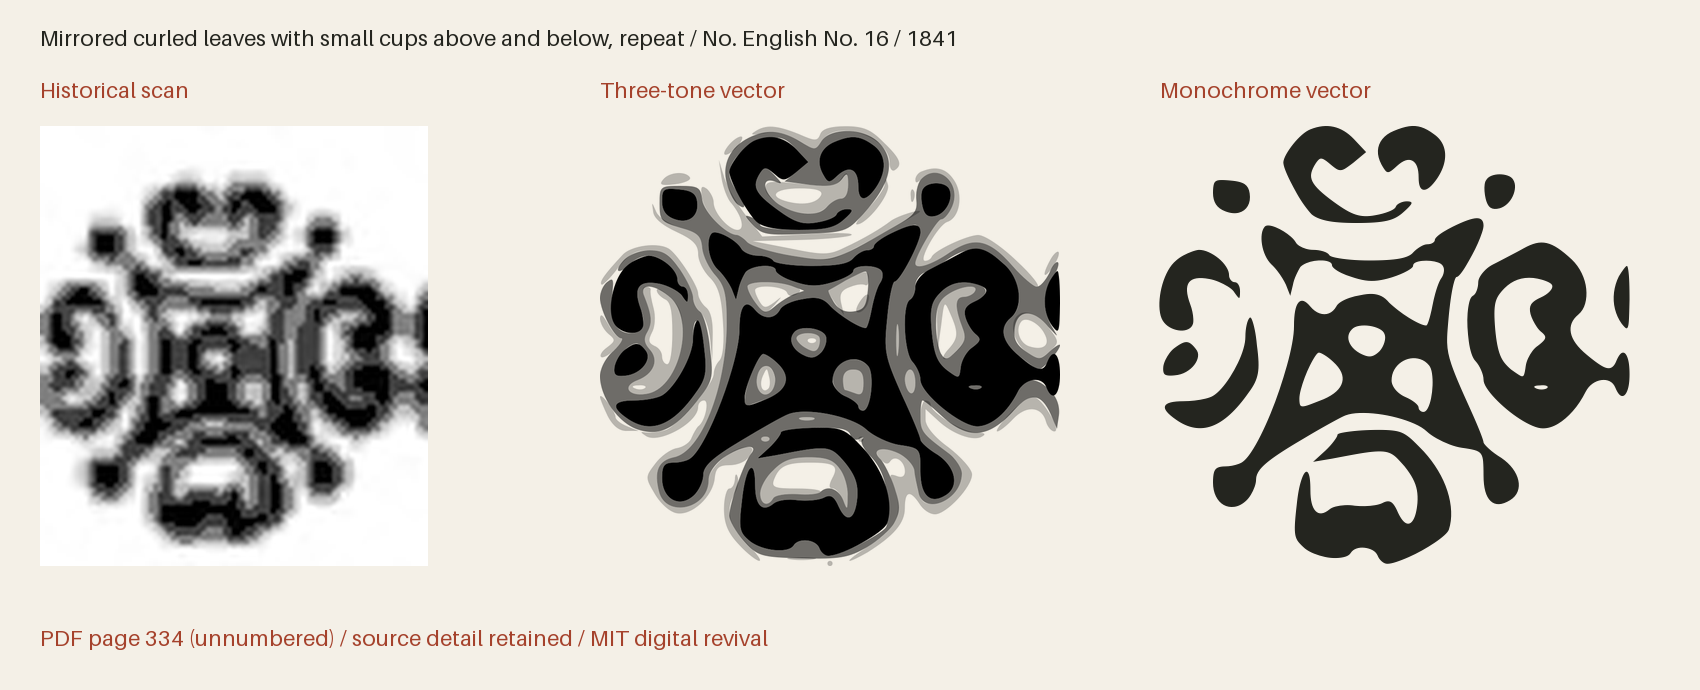 Mirrored curled leaves with small cups above and below, repeat / No. English No. 16 / 1841
Historical scan
Three-tone vector
Monochrome vector
PDF page 334 (unnumbered) / source detail retained / MIT digital revival